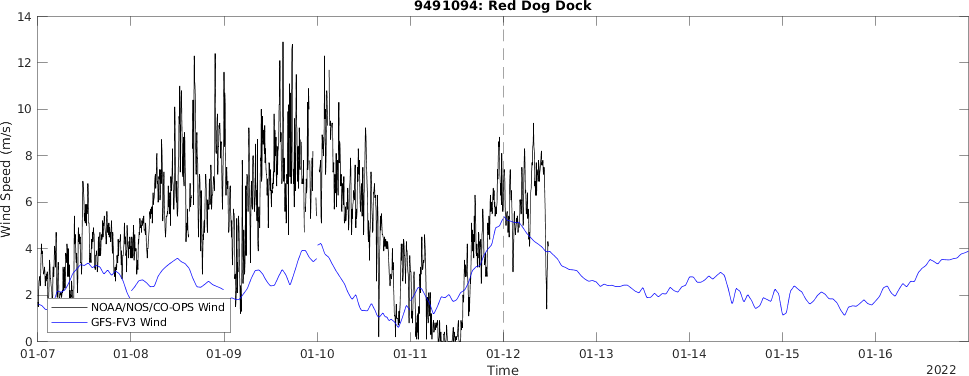 9491094: Red Dog Dock
Wind Speed (m/s)
14
12
10
8
6
4
2
0
NOAA/NOS/CO-OPS Wind
GFS-FV3 Wind
01-07 01-08 01-09 01-10 01-11 01-12 01-13 01-14 01-15 01-16
Time
2022